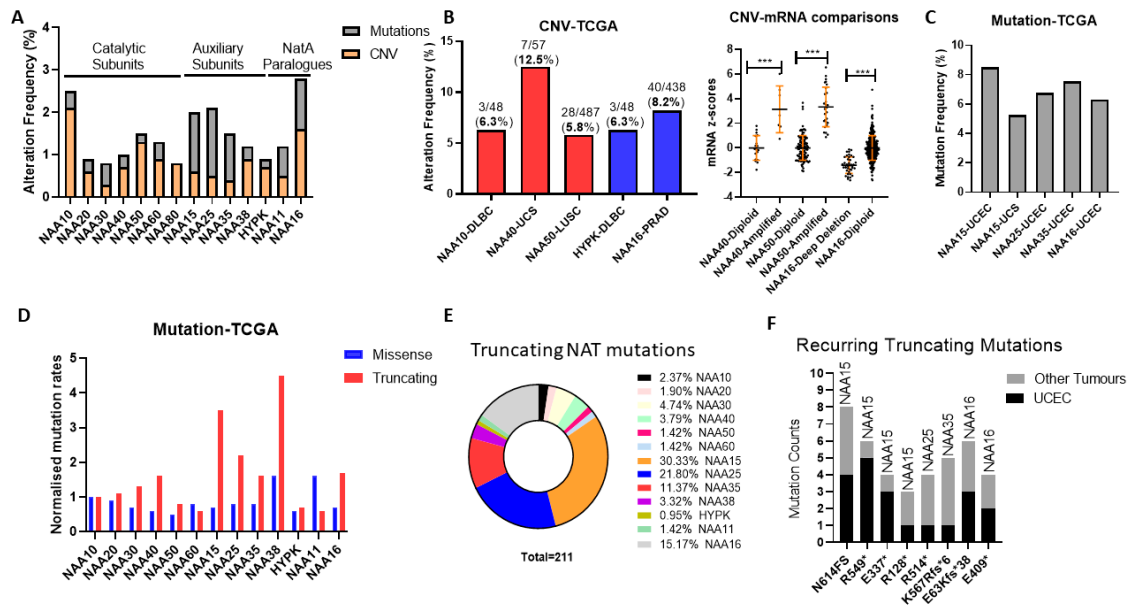 A
Mutations
CNV
Catalytic
Subunits
Auxiliary
Subunits
NatA
Paralogues
Alteration Frequency (%)
4
3
2
1
0
NAA10
NAA20
NAA30
NAA40
NAA50
NAA60
NAA80
NAA15
NAA25
NAA35
NAA38
HYPK
NAA11
NAA16
B
CNV-TCGA
Alteration Frequency (%)
15
10
5
0
3/48
(6.3%)
7/57
(12.5%)
28/487
(5.8%)
3/48
(6.3%)
40/438
(8.2%)
NAA10-DLBC
NAA40-UCS
NAA50-LUSC
HYPK-DLBC
NAA16-PRAD
CNV-mRNA comparisons
mRNA z-scores
8
6
4
2
0
-2
-4
***
***
***
NAA40-Diploid
NAA40-Amplified
NAA50-Diploid
NAA50-Amplified
NAA16-Deep Deletion
NAA16-Diploid
C
Mutation-TCGA
Mutation Frequency (%)
10
8
6
4
2
0
NAA15-UCEC
NAA15-UCS
NAA25-UCEC
NAA35-UCEC
NAA16-UCEC
D
Mutation-TCGA
Missense
Truncating
Normalised mutation rates
5
4
3
2
1
0
NAA10
NAA20
NAA30
NAA40
NAA50
NAA60
NAA15
NAA25
NAA35
NAA38
HYPK
NAA11
NAA16
E
Truncating NAT mutations
2.37% NAA10
1.90% NAA20
4.74% NAA30
3.79% NAA40
1.42% NAA50
1.42% NAA60
30.33% NAA15
21.80% NAA25
11.37% NAA35
3.32% NAA38
0.95% HYPK
1.42% NAA11
15.17% NAA16
Total=211
F
Recurring Truncating Mutations
Other Tumours
UCEC
Mutation Counts
10
9
8
7
6
5
4
3
2
1
0
NAA15
NAA15
NAA15
NAA15
NAA25
NAA35
NAA16
NAA16
N614FS
R549*
E337*
R128*
R514*
K567Rfs*6
E63Kfs*38
E409*